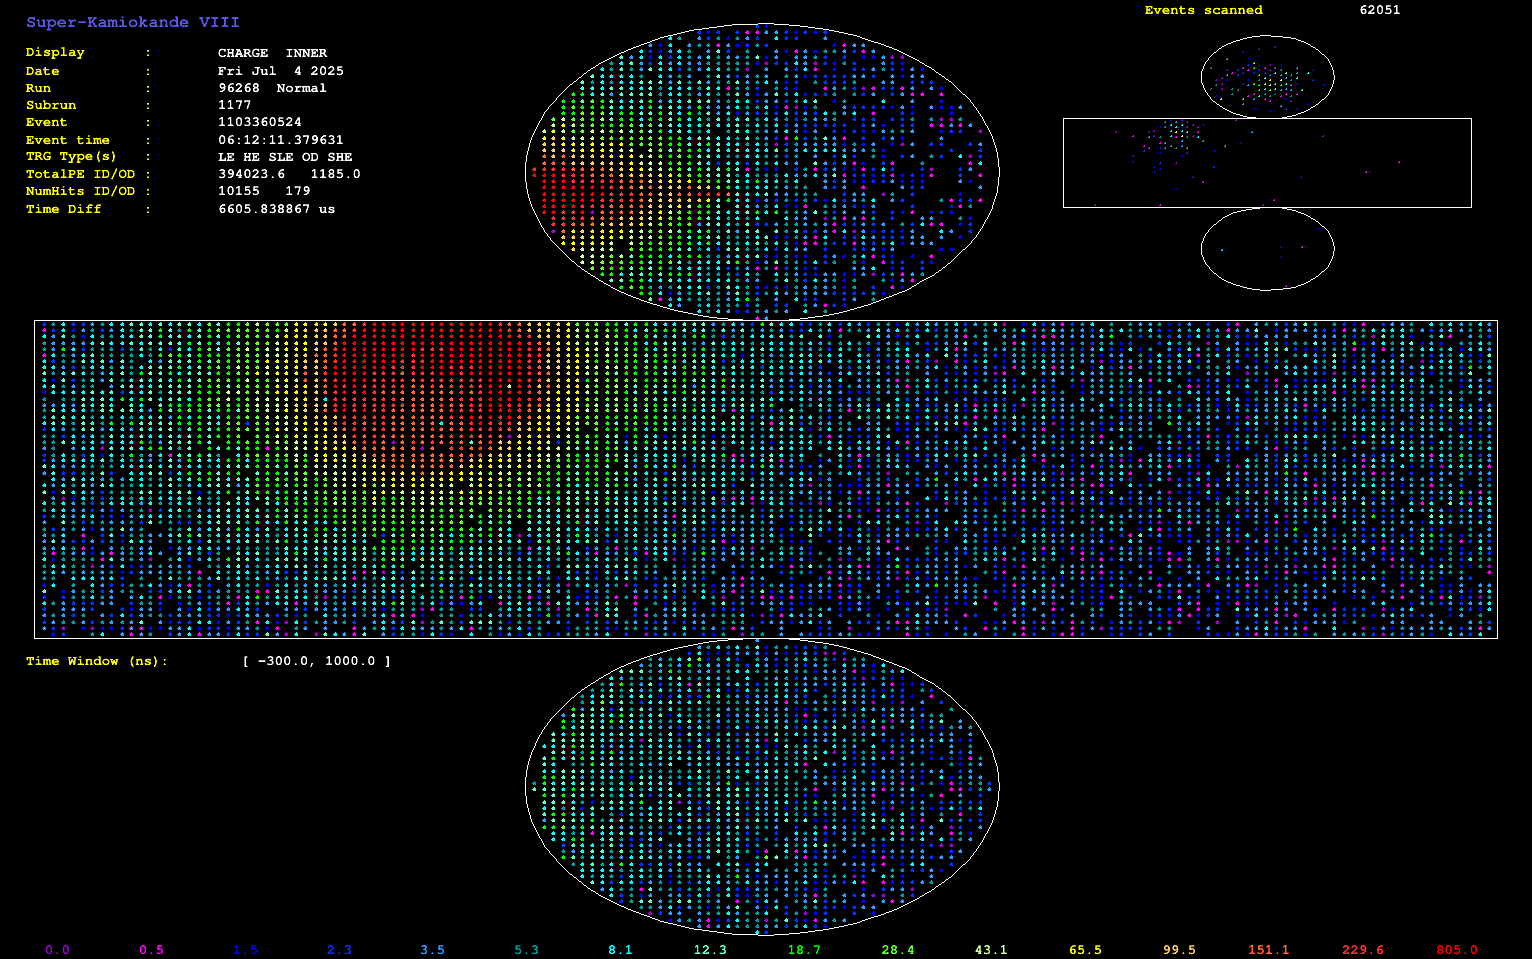 Super-Kamiokande VIII
Display : CHARGE INNER
Date : Fri Jul 4 2025
Run : 96268 Normal
Subrun : 1177
Event : 1103360524
Event time : 06:12:11.379631
TRG Type(s) : LE HE SLE OD SHE
TotalPE ID/OD : 394023.6 1185.0
NumHits ID/OD : 10155 179
Time Diff : 6605.838867 us
Events scanned 62051
Time Window (ns): [ -300.0, 1000.0 ]
0.0 0.5 1.5 2.3 3.5 5.3 8.1 12.3 18.7 28.4 43.1 65.5 99.5 151.1 229.6 805.0